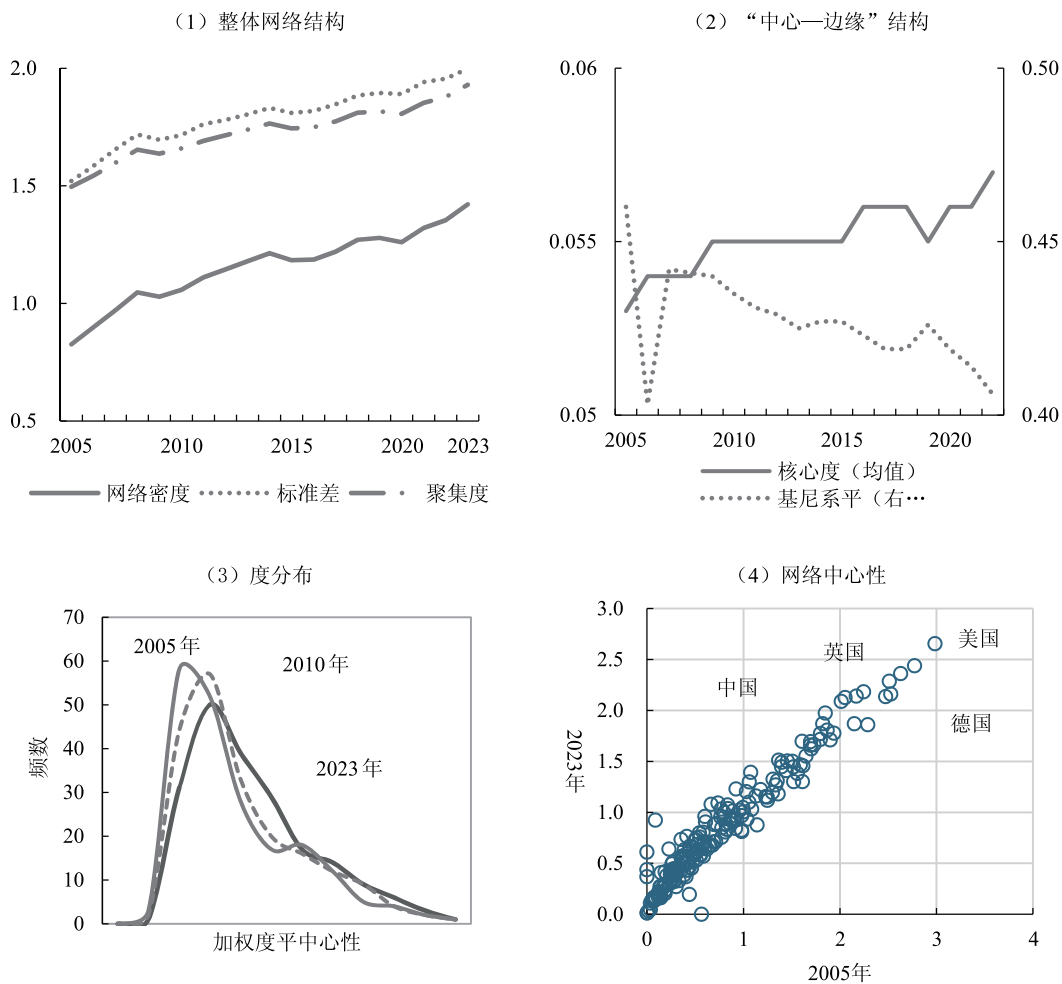 （1）整体网络结构
2.0
1.5
1.0
0.5
2005 2010 2015 2020 2023
网络密度 标准差 聚集度
（2）“中心—边缘”结构
0.06 0.50
0.055 0.45
0.05 0.40
2005 2010 2015 2020
核心度（均值）
基尼系平（右…
（3）度分布
70
60
50
40
30
20
10
0
频数
2005年
2010年
2023年
加权度平中心性
（4）网络中心性
3.0
2.5
2.0
1.5
1.0
0.5
0.0
2023年
美国
英国
中国
德国
0 1 2 3 4
2005年